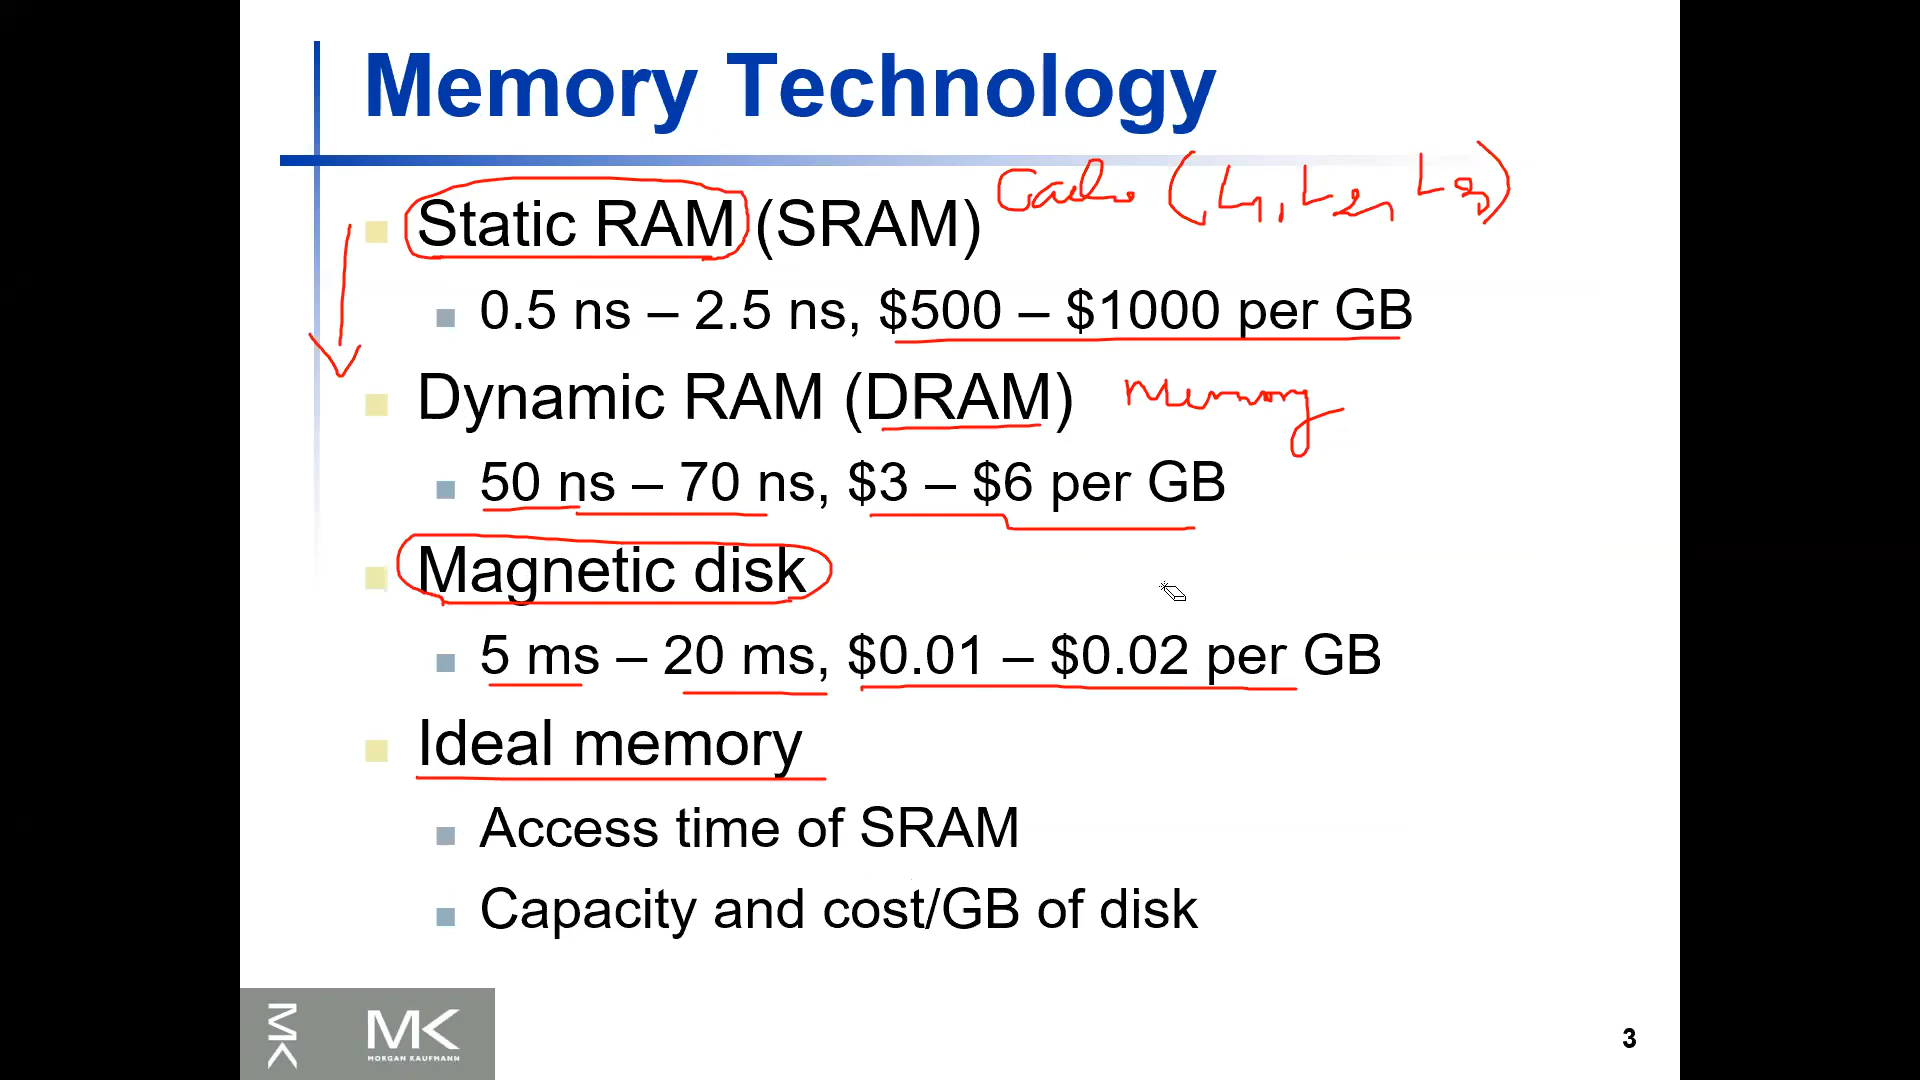 Memory Technology
Static RAM (SRAM) Cache (L1, L2, L3)
0.5 ns – 2.5 ns, $500 – $1000 per GB
Dynamic RAM (DRAM) Memory
50 ns – 70 ns, $3 – $6 per GB
Magnetic disk
5 ms – 20 ms, $0.01 – $0.02 per GB
Ideal memory
Access time of SRAM
Capacity and cost/GB of disk
MK
MK
MORGAN KAUFMANN
3